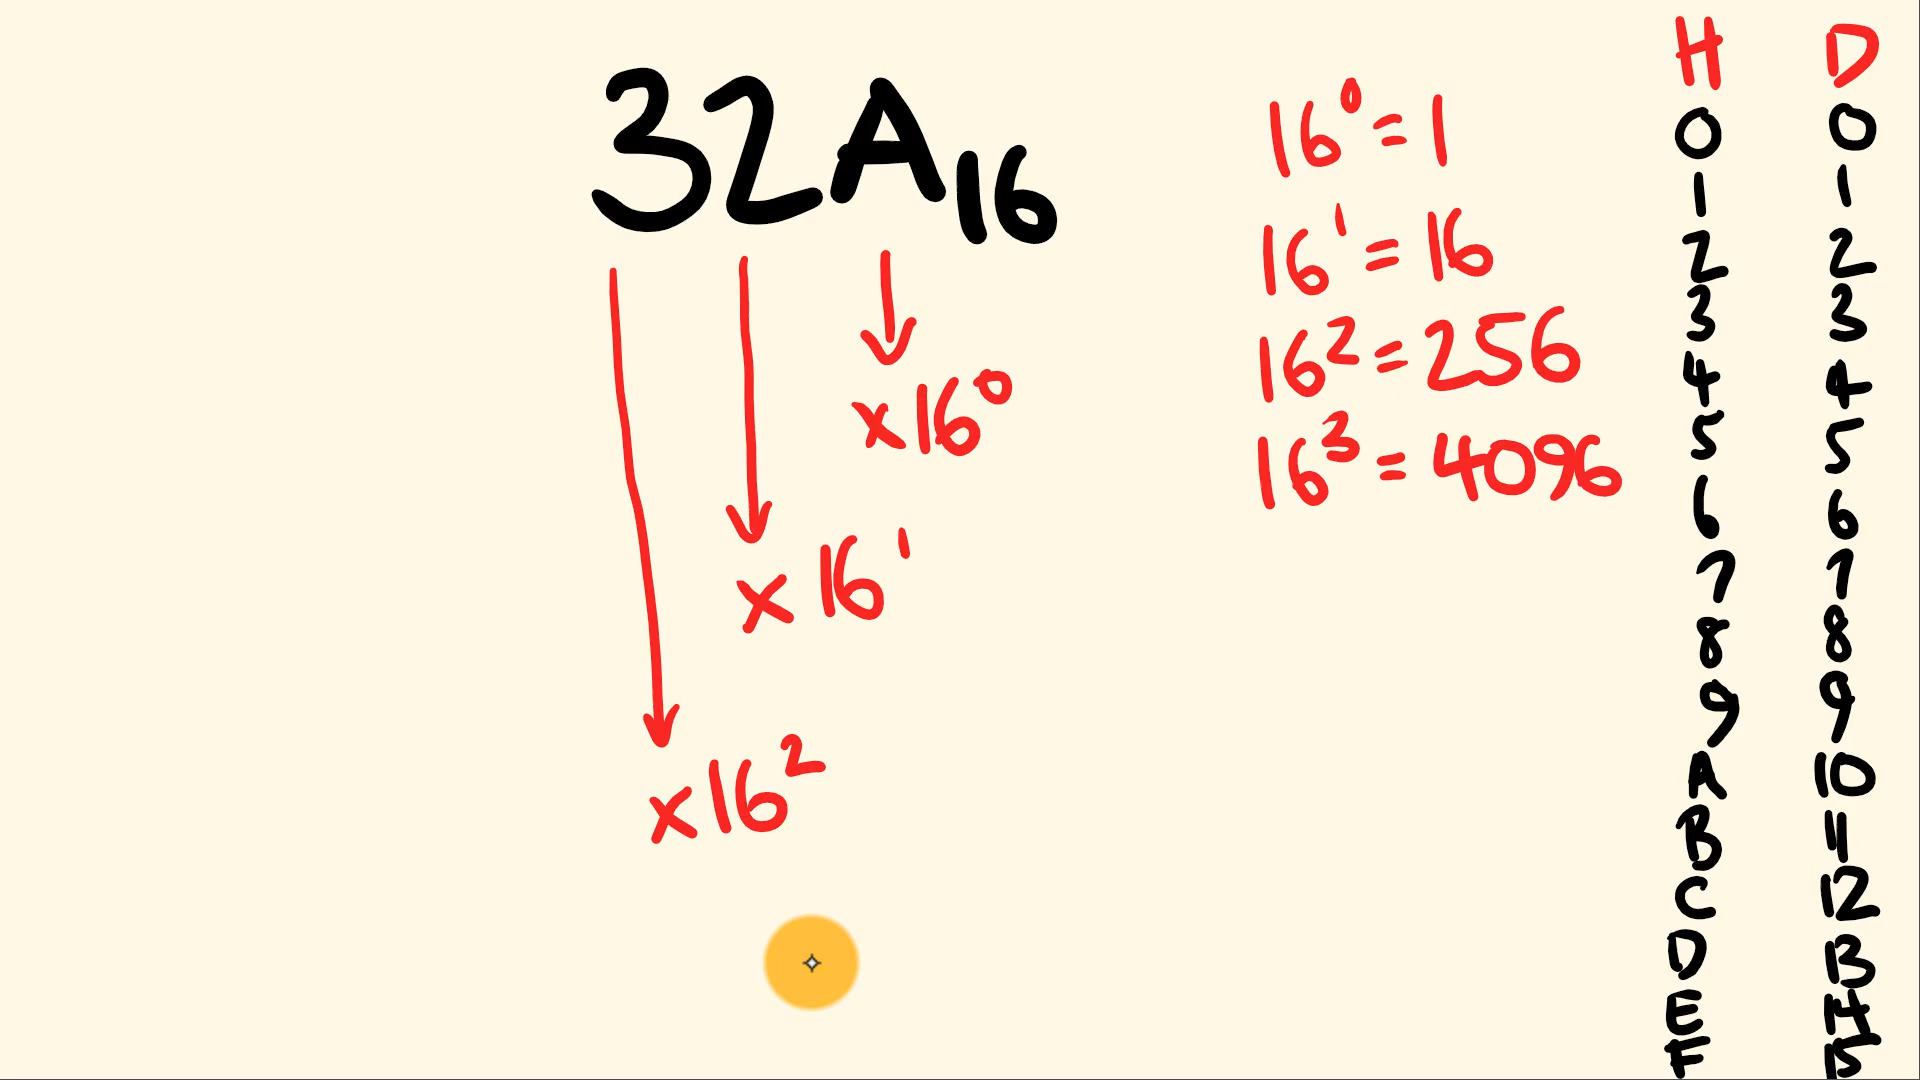 32A₁₆
x16⁰
x 16¹
x16²
16⁰ = 1
16¹ = 16
16² = 256
16³ = 4096
H D
0 0
1 1
2 2
3 3
4 4
5 5
6 6
7 7
8 8
9 9
A 10
B 11
C 12
D 13
E 14
F 15